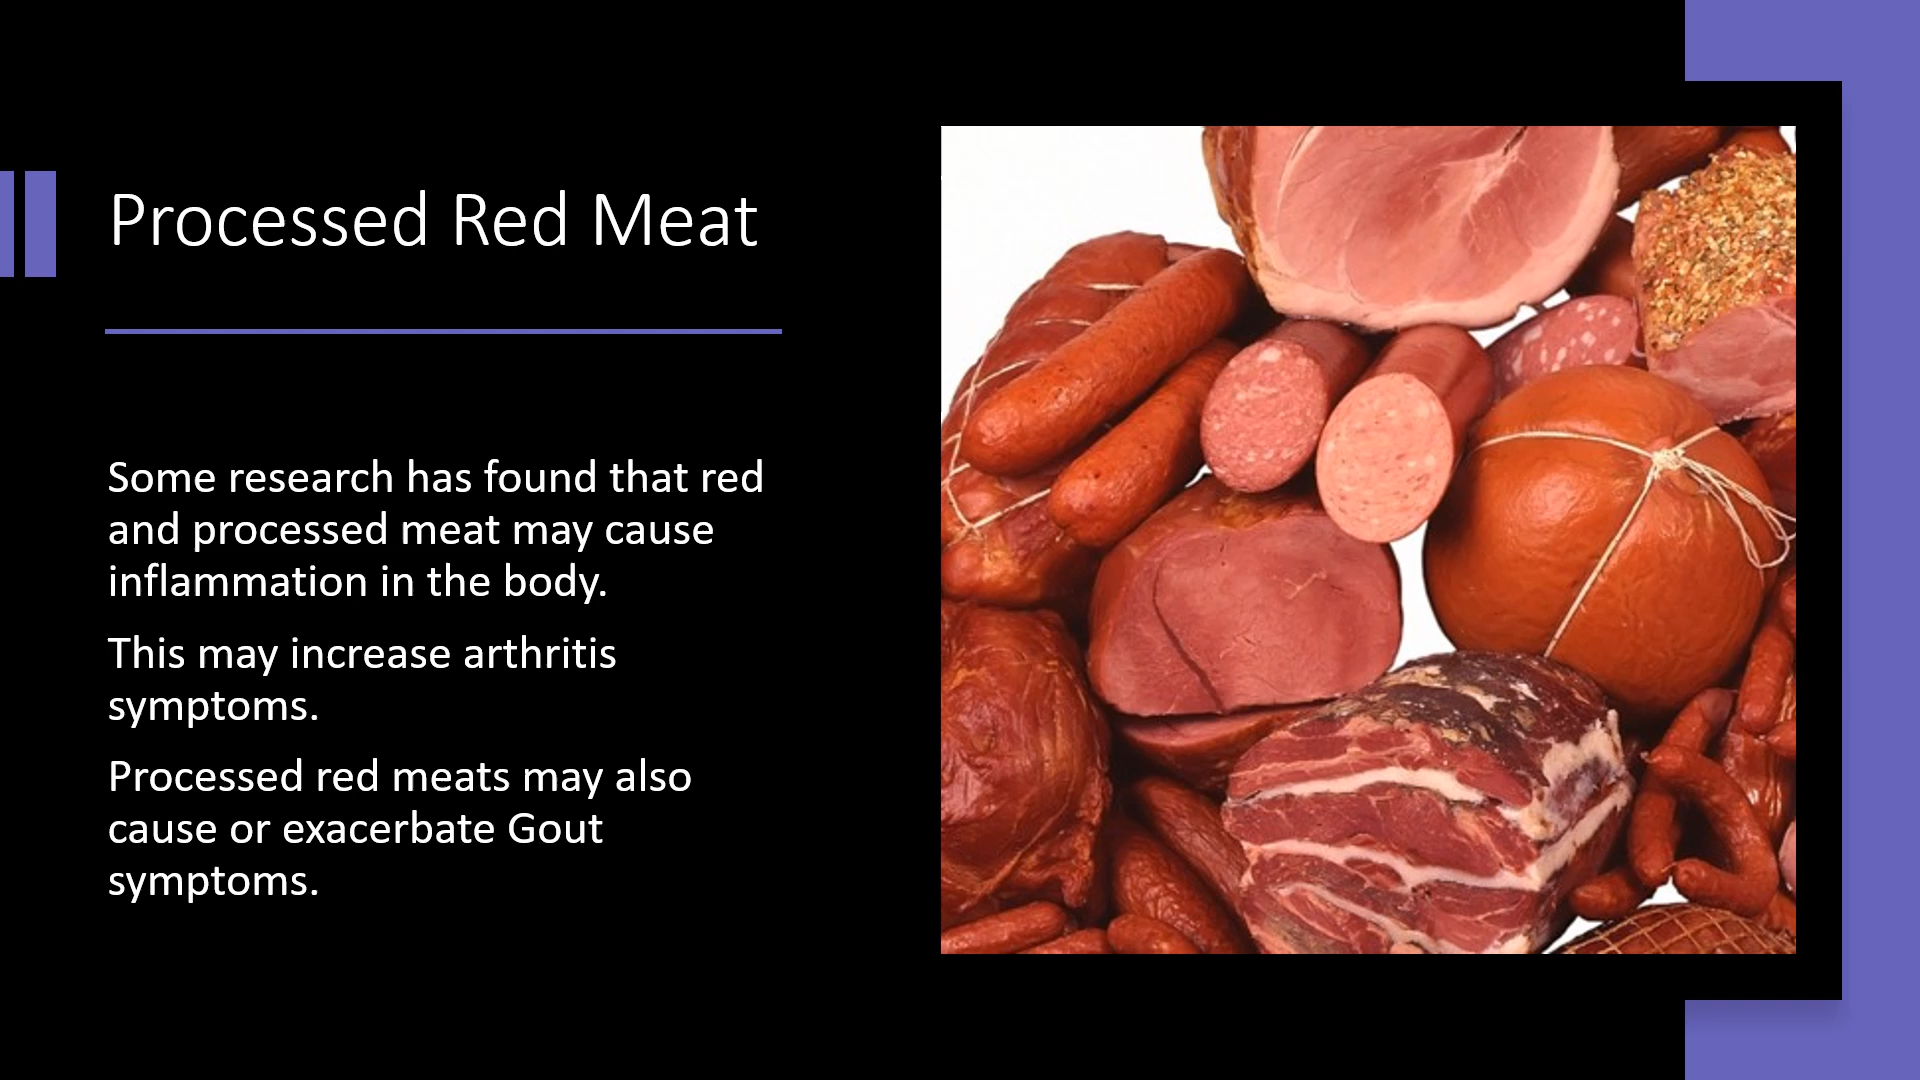 Processed Red Meat
Some research has found that red
and processed meat may cause
inflammation in the body.
This may increase arthritis
symptoms.
Processed red meats may also
cause or exacerbate Gout
symptoms.